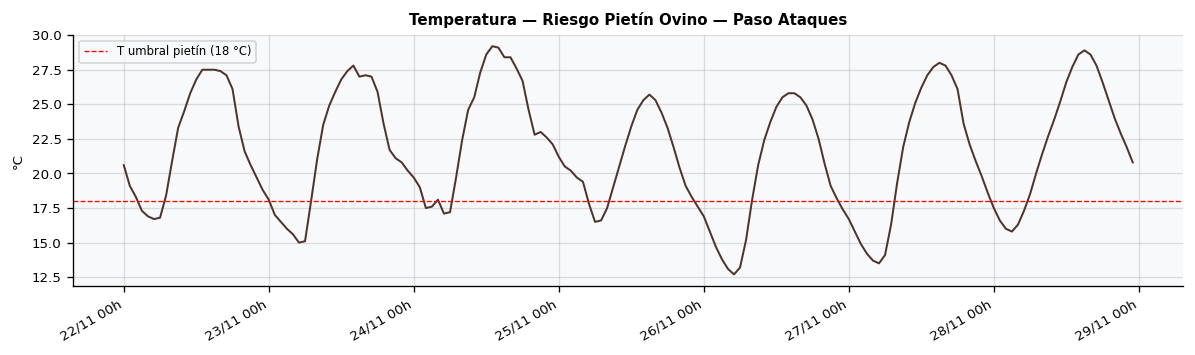 Temperatura — Riesgo Pietín Ovino — Paso Ataques
T umbral pietín (18 °C)
°C
30.0
27.5
25.0
22.5
20.0
17.5
15.0
12.5
22/11 00h
23/11 00h
24/11 00h
25/11 00h
26/11 00h
27/11 00h
28/11 00h
29/11 00h